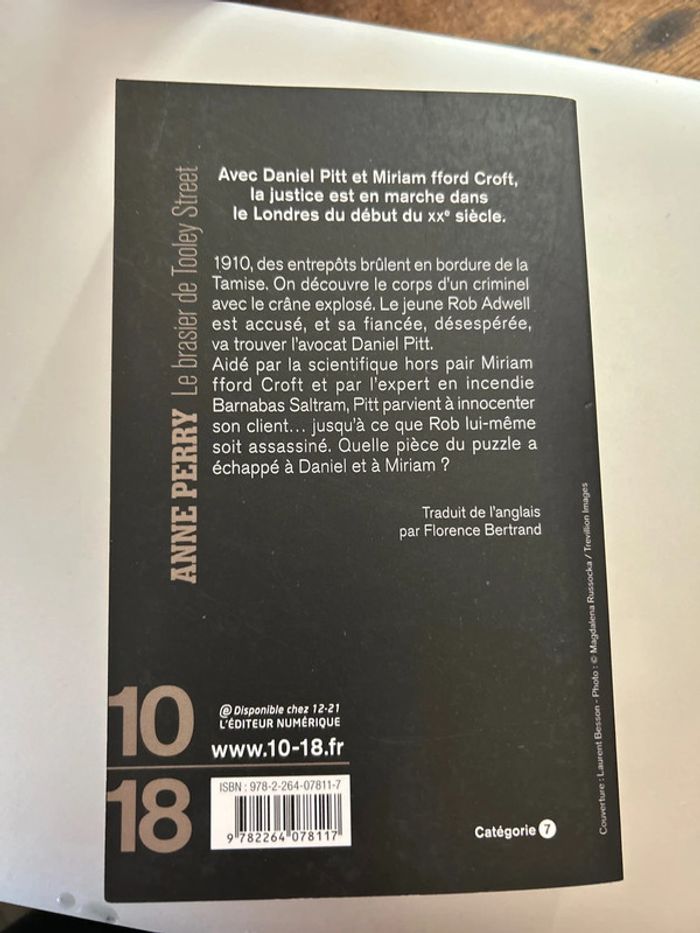 ANNE PERRY Le brasier de Tooley Street
Avec Daniel Pitt et Miriam fford Croft,
la justice est en marche dans
le Londres du début du XXe siècle.
1910, des entrepôts brûlent en bordure de la
Tamise. On découvre le corps d'un criminel
avec le crâne explosé. Le jeune Rob Adwell
est accusé, et sa fiancée, désespérée,
va trouver l'avocat Daniel Pitt.
Aidé par la scientifique hors pair Miriam
fford Croft et par l'expert en incendie
Barnabas Saltram, Pitt parvient à innocenter
son client... jusqu'à ce que Rob lui-même
soit assassiné. Quelle pièce du puzzle a
échappé à Daniel et à Miriam ?
Traduit de l'anglais
par Florence Bertrand
10
18
@ Disponible chez 12-21
L'ÉDITEUR NUMÉRIQUE
www.10-18.fr
ISBN : 978-2-264-07811-7
9 782264 078117
Catégorie 7
Couverture : Laurent Besson - Photo : © Magdalena Russocka / Trevillion Images